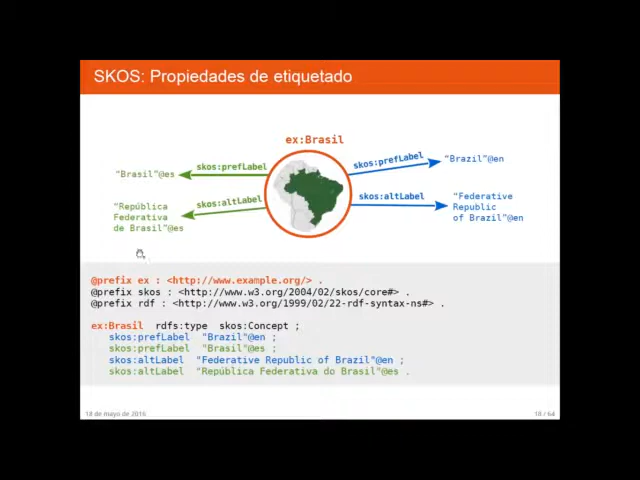 SKOS: Propiedades de etiquetado
ex:Brasil
skos:prefLabel
skos:prefLabel
"Brasil"@es
"Brazil"@en
skos:altLabel
skos:altLabel
"República
Federativa
de Brasil"@es
"Federative
Republic
of Brazil"@en
@prefix ex : <http://www.example.org/> .
@prefix skos : <http://www.w3.org/2004/02/skos/core#> .
@prefix rdf : <http://www.w3.org/1999/02/22-rdf-syntax-ns#> .
ex:Brasil rdfs:type skos:Concept ;
skos:prefLabel "Brazil"@en ;
skos:prefLabel "Brasil"@es ;
skos:altLabel "Federative Republic of Brazil"@en ;
skos:altLabel "República Federativa do Brasil"@es .
18 de mayo de 2016
18 / 64